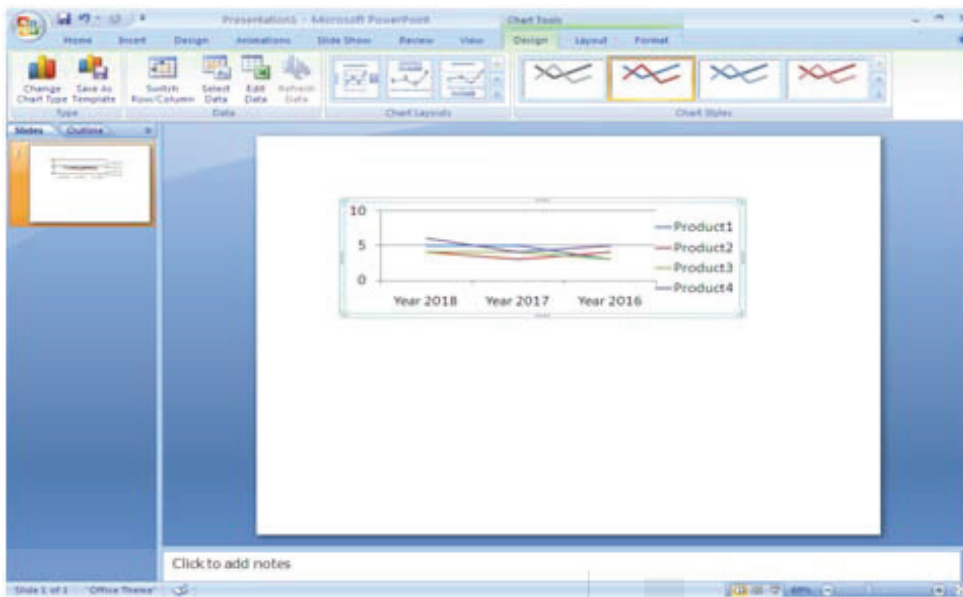 Presentation1 - Microsoft PowerPoint
Chart Tools
Home Insert Design Animations Slide Show Review View Design Layout Format
Change Chart Type
Save As Template
Switch Row/Column
Select Data
Edit Data
Refresh Data
Type
Data
Chart Layouts
Chart Styles
Slides Outline
1
10
5
0
Year 2018 Year 2017 Year 2016
Product1
Product2
Product3
Product4
Click to add notes
Slide 1 of 1 "Office Theme"